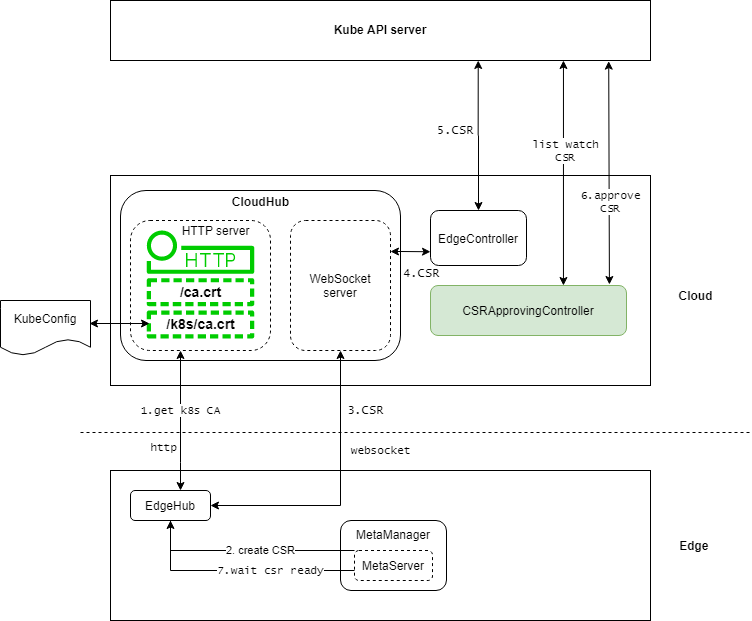 Kube API server
5.CSR
list watch
CSR
6.approve
CSR
CloudHub
HTTP server
HTTP
/ca.crt
/k8s/ca.crt
WebSocket
server
EdgeController
4.CSR
CSRApprovingController
Cloud
KubeConfig
1.get k8s CA
3.CSR
http
websocket
EdgeHub
MetaManager
2. create CSR
MetaServer
7.wait csr ready
Edge